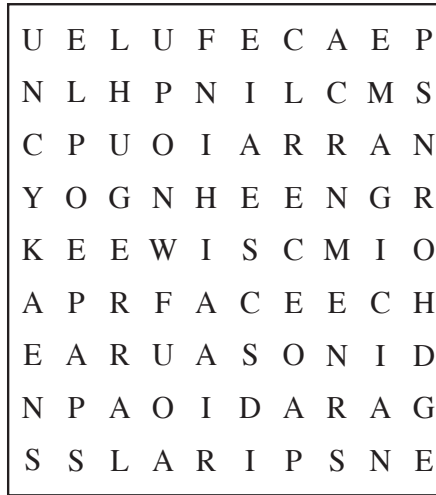 U E L U F E C A E P
N L H P N I L C M S
C P U O I A R R A N
Y O G N H E E N G R
K E E W I S C M I O
A P R F A C E E C H
E A R U A S O N I D
N P A O I D A R A G
S S L A R I P S N E